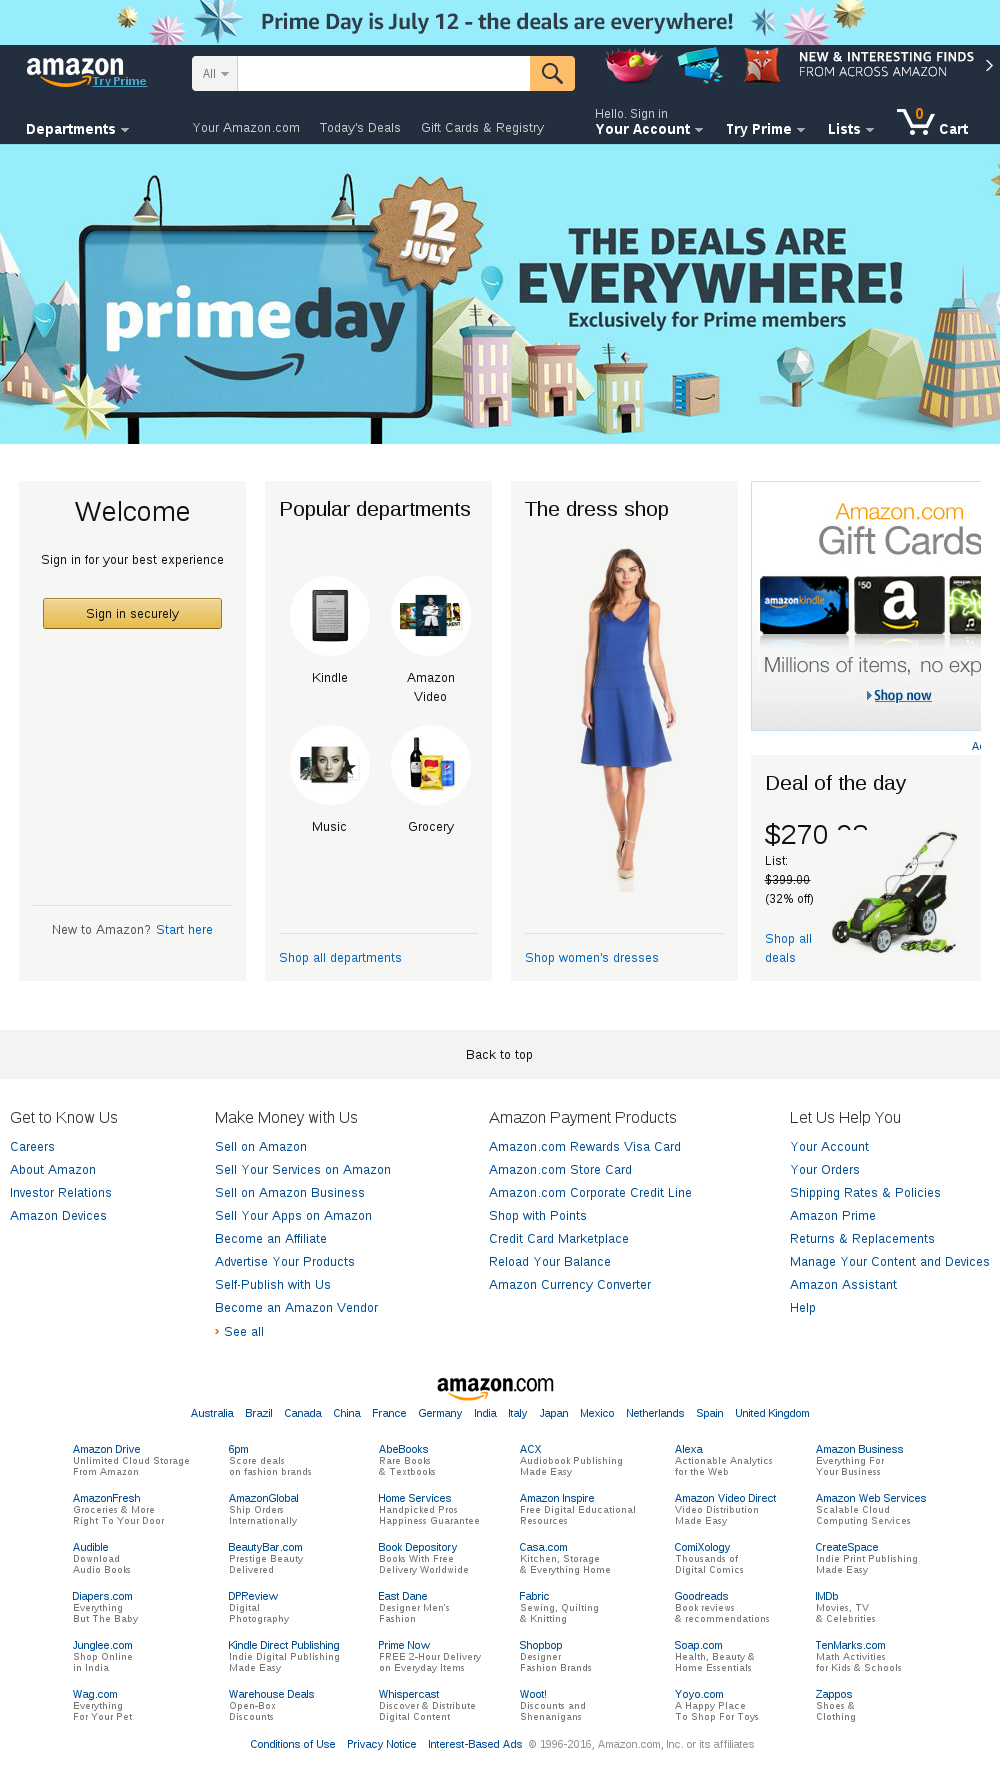 Prime Day is July 12 - the deals are everywhere!
amazon
Try Prime
All
NEW & INTERESTING FINDS
FROM ACROSS AMAZON
Departments
Your Amazon.com Today's Deals Gift Cards & Registry
Hello. Sign in
Your Account Try Prime Lists 0 Cart
12
JULY
primeday
THE DEALS ARE
EVERYWHERE!
Exclusively for Prime members
Welcome
Sign in for your best experience
Sign in securely
New to Amazon? Start here
Popular departments
Kindle
Amazon
Video
Music
Grocery
Shop all departments
The dress shop
Shop women's dresses
Amazon.com
Gift Cards
amazonkindle
$50
a
Millions of items, no exp
Shop now
Deal of the day
$270
List:
$399.00
(32% off)
Shop all
deals
Back to top
Get to Know Us
Careers
About Amazon
Investor Relations
Amazon Devices
Make Money with Us
Sell on Amazon
Sell Your Services on Amazon
Sell on Amazon Business
Sell Your Apps on Amazon
Become an Affiliate
Advertise Your Products
Self-Publish with Us
Become an Amazon Vendor
› See all
Amazon Payment Products
Amazon.com Rewards Visa Card
Amazon.com Store Card
Amazon.com Corporate Credit Line
Shop with Points
Credit Card Marketplace
Reload Your Balance
Amazon Currency Converter
Let Us Help You
Your Account
Your Orders
Shipping Rates & Policies
Amazon Prime
Returns & Replacements
Manage Your Content and Devices
Amazon Assistant
Help
amazon.com
Australia Brazil Canada China France Germany India Italy Japan Mexico Netherlands Spain United Kingdom
Amazon Drive
Unlimited Cloud Storage
From Amazon
6pm
Score deals
on fashion brands
AbeBooks
Rare Books
& Textbooks
ACX
Audiobook Publishing
Made Easy
Alexa
Actionable Analytics
for the Web
Amazon Business
Everything For
Your Business
AmazonFresh
Groceries & More
Right To Your Door
AmazonGlobal
Ship Orders
Internationally
Home Services
Handpicked Pros
Happiness Guarantee
Amazon Inspire
Free Digital Educational
Resources
Amazon Video Direct
Video Distribution
Made Easy
Amazon Web Services
Scalable Cloud
Computing Services
Audible
Download
Audio Books
BeautyBar.com
Prestige Beauty
Delivered
Book Depository
Books With Free
Delivery Worldwide
Casa.com
Kitchen, Storage
& Everything Home
ComiXology
Thousands of
Digital Comics
CreateSpace
Indie Print Publishing
Made Easy
Diapers.com
Everything
But The Baby
DPReview
Digital
Photography
East Dane
Designer Men's
Fashion
Fabric
Sewing, Quilting
& Knitting
Goodreads
Book reviews
& recommendations
IMDb
Movies, TV
& Celebrities
Junglee.com
Shop Online
in India
Kindle Direct Publishing
Indie Digital Publishing
Made Easy
Prime Now
FREE 2-Hour Delivery
on Everyday Items
Shopbop
Designer
Fashion Brands
Soap.com
Health, Beauty &
Home Essentials
TenMarks.com
Math Activities
for Kids & Schools
Wag.com
Everything
For Your Pet
Warehouse Deals
Open-Box
Discounts
Whispercast
Discover & Distribute
Digital Content
Woot!
Discounts and
Shenanigans
Yoyo.com
A Happy Place
To Shop For Toys
Zappos
Shoes &
Clothing
Conditions of Use Privacy Notice Interest-Based Ads © 1996-2016, Amazon.com, Inc. or its affiliates